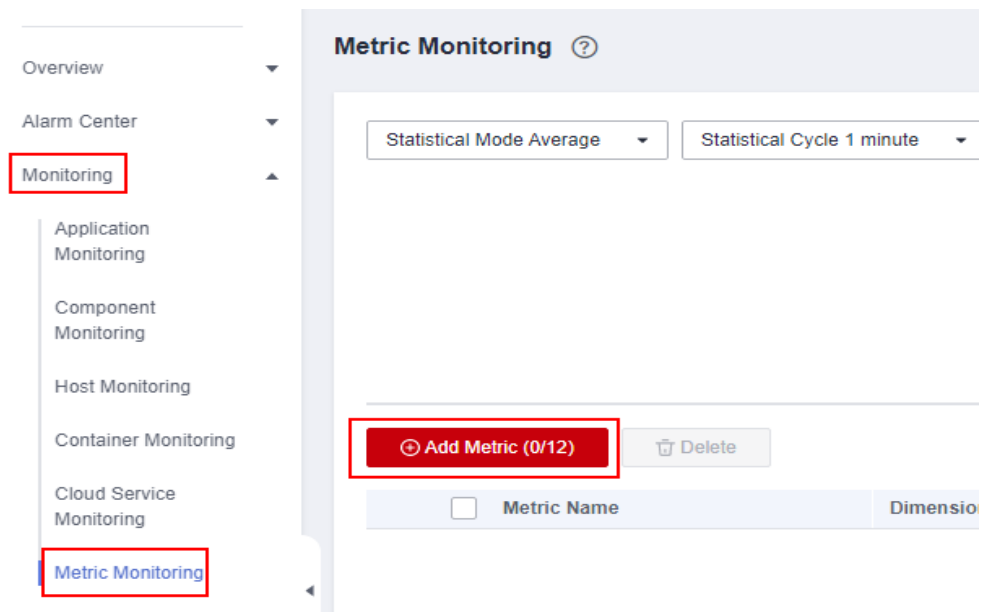 Overview
Alarm Center
Monitoring
Application
Monitoring
Component
Monitoring
Host Monitoring
Container Monitoring
Cloud Service
Monitoring
Metric Monitoring
Metric Monitoring ?
Statistical Mode Average
Statistical Cycle 1 minute
Add Metric (0/12)
Delete
Metric Name
Dimensio